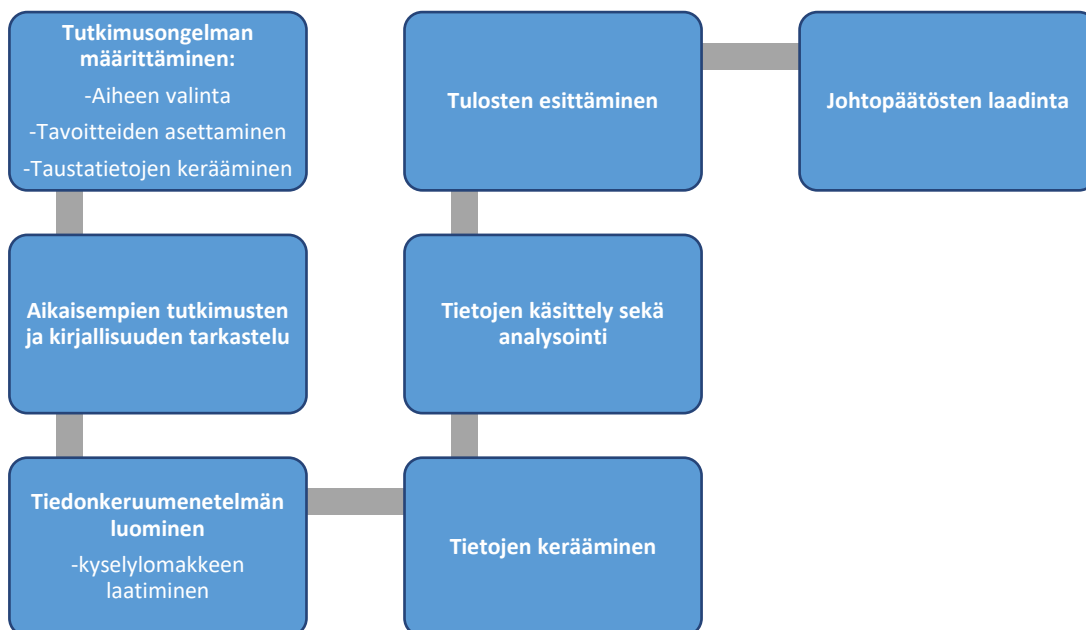 Tutkimusongelman
määrittäminen:
-Aiheen valinta
-Tavoitteiden asettaminen
-Taustatietojen kerääminen
Aikaisempien tutkimusten
ja kirjallisuuden tarkastelu
Tiedonkeruumenetelmän
luominen
-kyselylomakkeen
laatiminen
Tietojen kerääminen
Tietojen käsittely sekä
analysointi
Tulosten esittäminen
Johtopäätösten laadinta